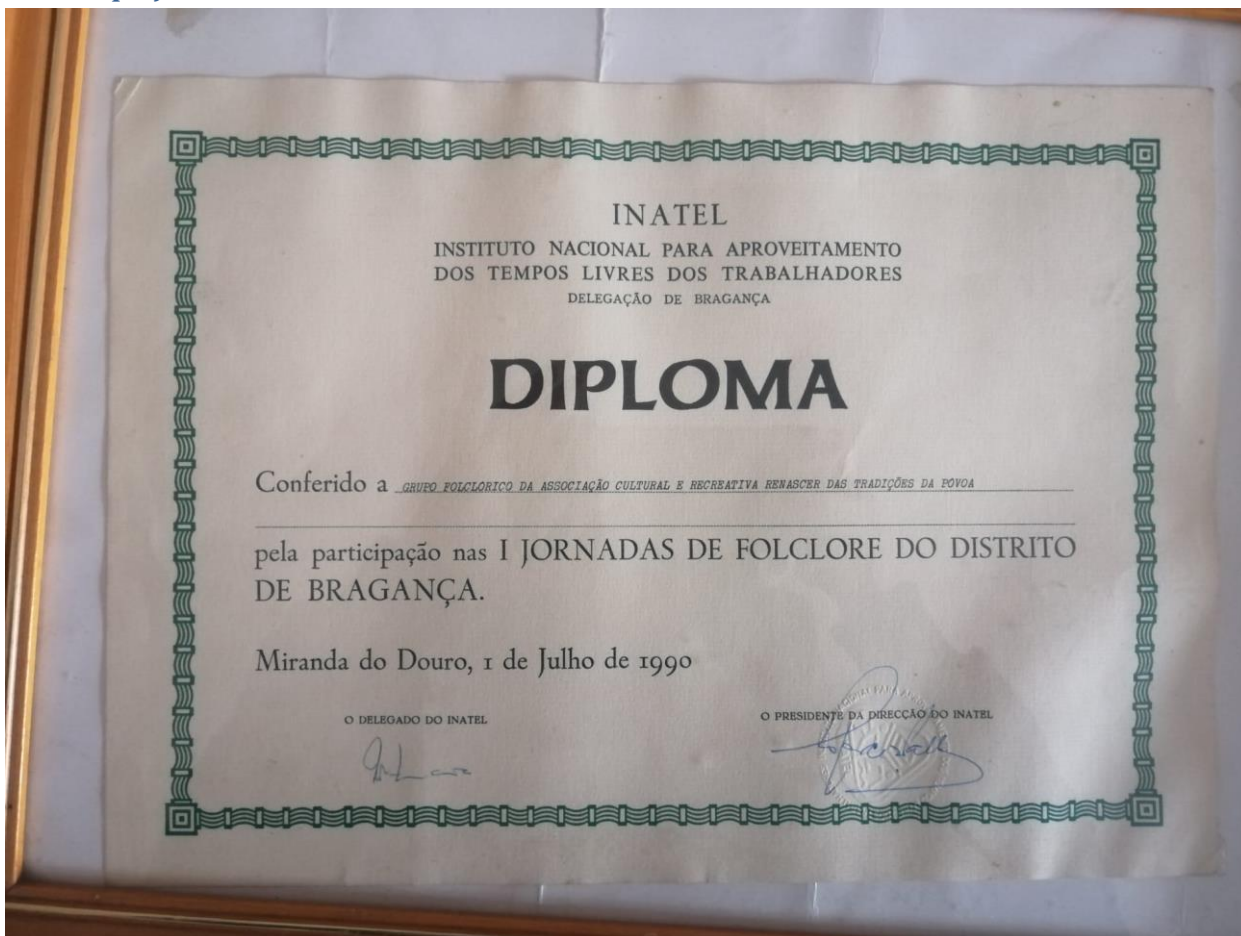 INATEL
INSTITUTO NACIONAL PARA APROVEITAMENTO
DOS TEMPOS LIVRES DOS TRABALHADORES
DELEGAÇÃO DE BRAGANÇA
DIPLOMA
Conferido a GRUPO FOLCLORICO DA ASSOCIAÇÃO CULTURAL E RECREATIVA RENASCER DAS TRADIÇÕES DA POVOA
pela participação nas I JORNADAS DE FOLCLORE DO DISTRITO
DE BRAGANÇA.
Miranda do Douro, 1 de Julho de 1990
O DELEGADO DO INATEL
O PRESIDENTE DA DIRECÇÃO DO INATEL